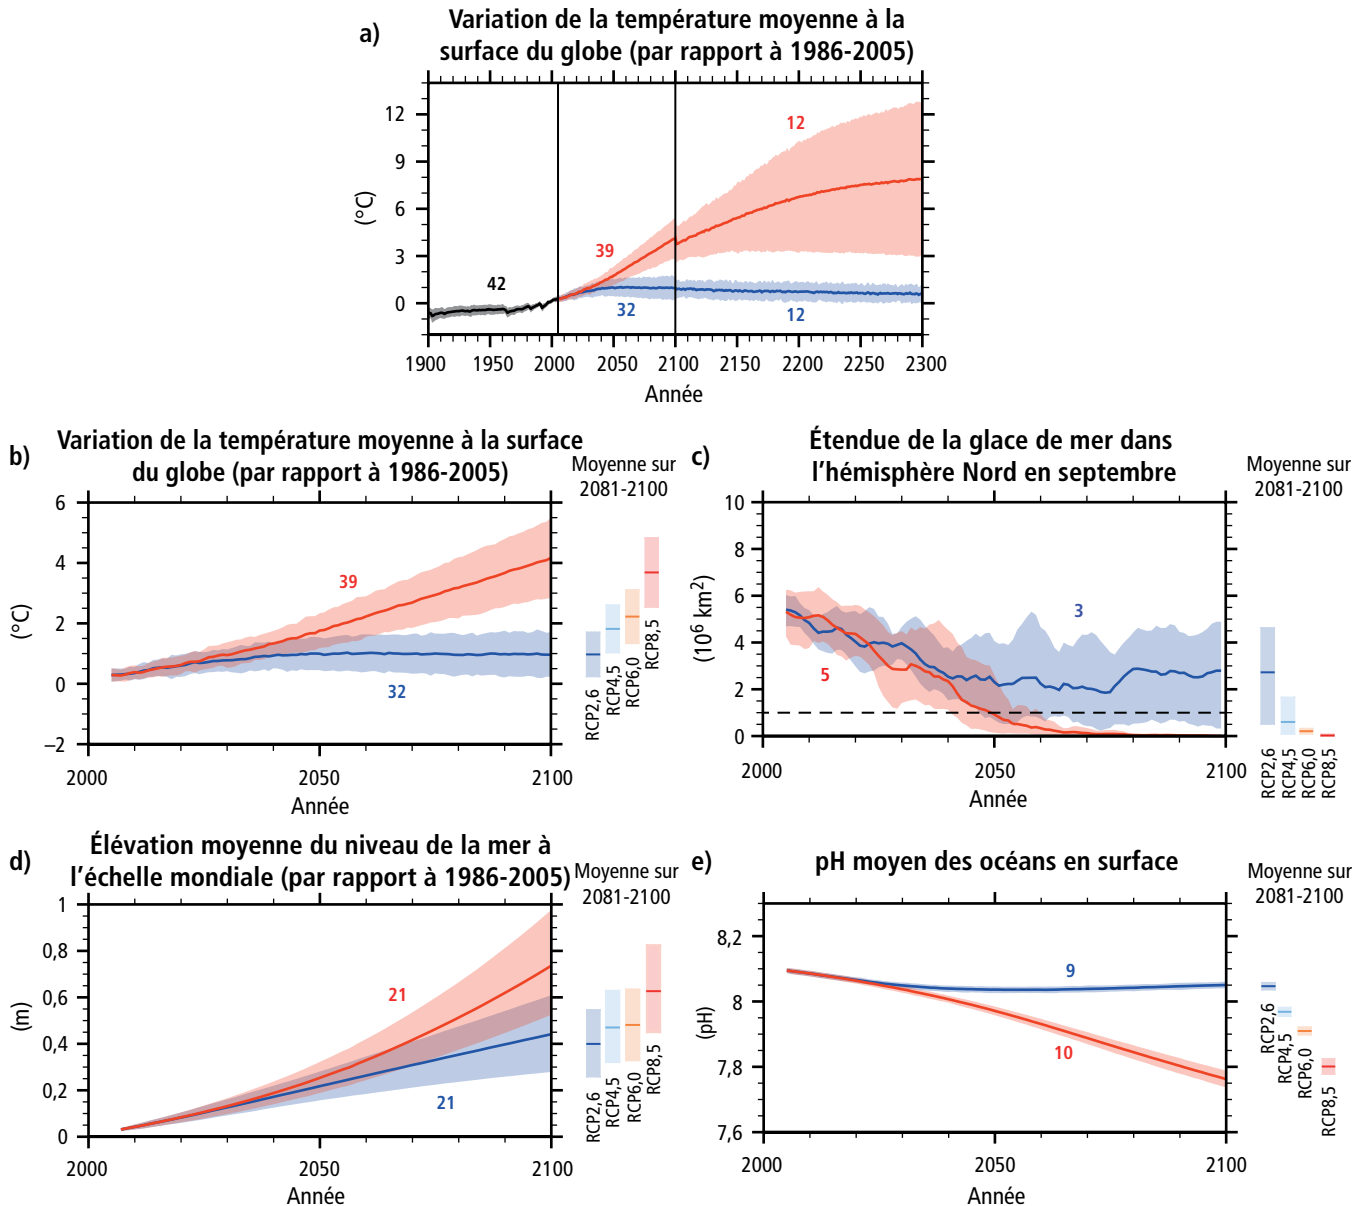 a)
Variation de la température moyenne à la
surface du globe (par rapport à 1986-2005)
12
9
6
3
0
(°C)
42
39
32
12
12
1900 1950 2000 2050 2100 2150 2200 2250 2300
Année
b)
Variation de la température moyenne à la surface
du globe (par rapport à 1986-2005)
Moyenne sur
2081-2100
6
4
2
0
−2
(°C)
39
32
RCP2,6
RCP4,5
RCP6,0
RCP8,5
2000 2050 2100
Année
c)
Étendue de la glace de mer dans
l'hémisphère Nord en septembre
Moyenne sur
2081-2100
10
8
6
4
2
0
(10⁶ km²)
3
5
RCP2,6
RCP4,5
RCP6,0
RCP8,5
2000 2050 2100
Année
d)
Élévation moyenne du niveau de la mer à
l'échelle mondiale (par rapport à 1986-2005)
Moyenne sur
2081-2100
1
0,8
0,6
0,4
0,2
0
(m)
21
21
RCP2,6
RCP4,5
RCP6,0
RCP8,5
2000 2050 2100
Année
e)
pH moyen des océans en surface
Moyenne sur
2081-2100
8,2
8
7,8
7,6
(pH)
9
10
RCP2,6
RCP4,5
RCP6,0
RCP8,5
2000 2050 2100
Année